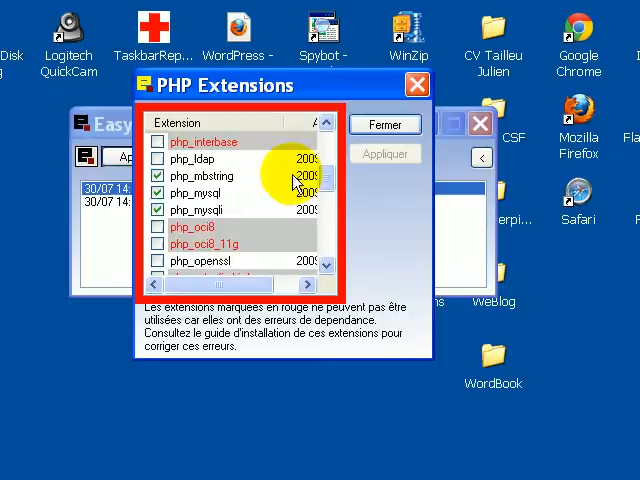 Disk
Logitech
QuickCam
TaskbarRep...
WordPress -
Spybot -
WinZip
CV Tailleu
Julien
Google
Chrome
PHP Extensions
Easy
Extension
Fermer
CSF
Mozilla
Firefox
Fla
php_interbase
php_ldap
2009
Appliquer
<
30/07 14:
30/07 14:
php_mbstring
2009
php_mysql
2009
php_mysqli
2009
Safari
php_oci8
php_oci8_11g
php_openssl
2009
WeBlog
Les extensions marquées en rouge ne peuvent pas être
utilisées car elles ont des erreurs de dépendance.
Consultez le guide d'installation de ces extensions pour
corriger ces erreurs.
WordBook